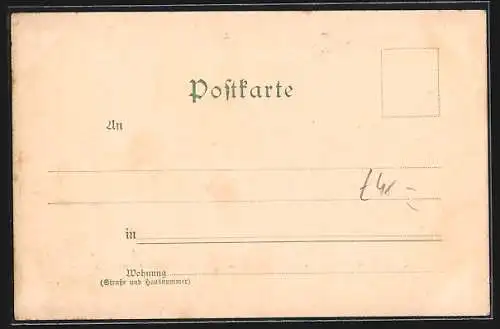 Postkarte
An
in
Wohnung
(Straße und Hausnummer)